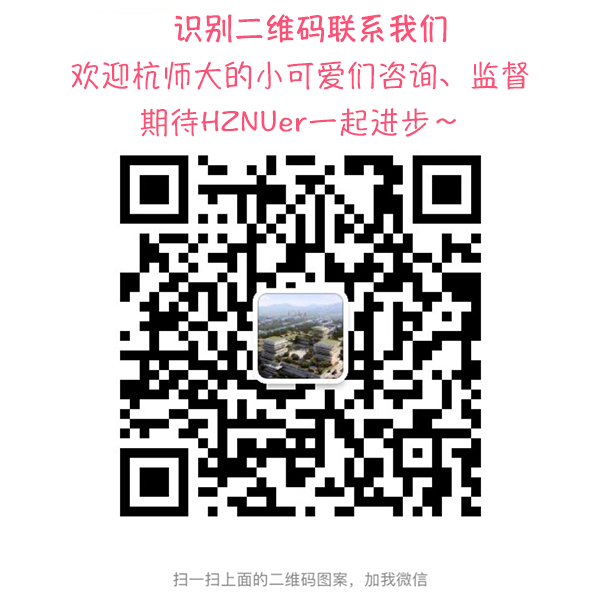 识别二维码联系我们
欢迎杭师大的小可爱们咨询、监督
期待HZNUer一起进步～
扫一扫上面的二维码图案，加我微信